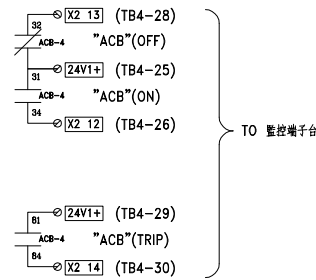 X2 13 (TB4-28)
32
ACB-4 "ACB"(OFF)
24V1+ (TB4-25)
31
ACB-4 "ACB"(ON)
34
X2 12 (TB4-26)
TO 監控端子台
24V1+ (TB4-29)
81
ACB-4 "ACB"(TRIP)
84
X2 14 (TB4-30)